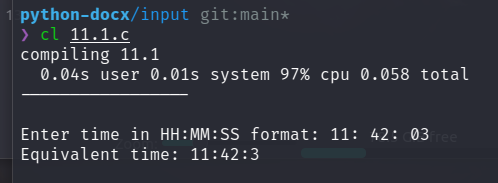 python-docx/input git:main*
❯ cl 11.1.c
compiling 11.1
0.04s user 0.01s system 97% cpu 0.058 total
—————————————————
Enter time in HH:MM:SS format: 11: 42: 03
Equivalent time: 11:42:3